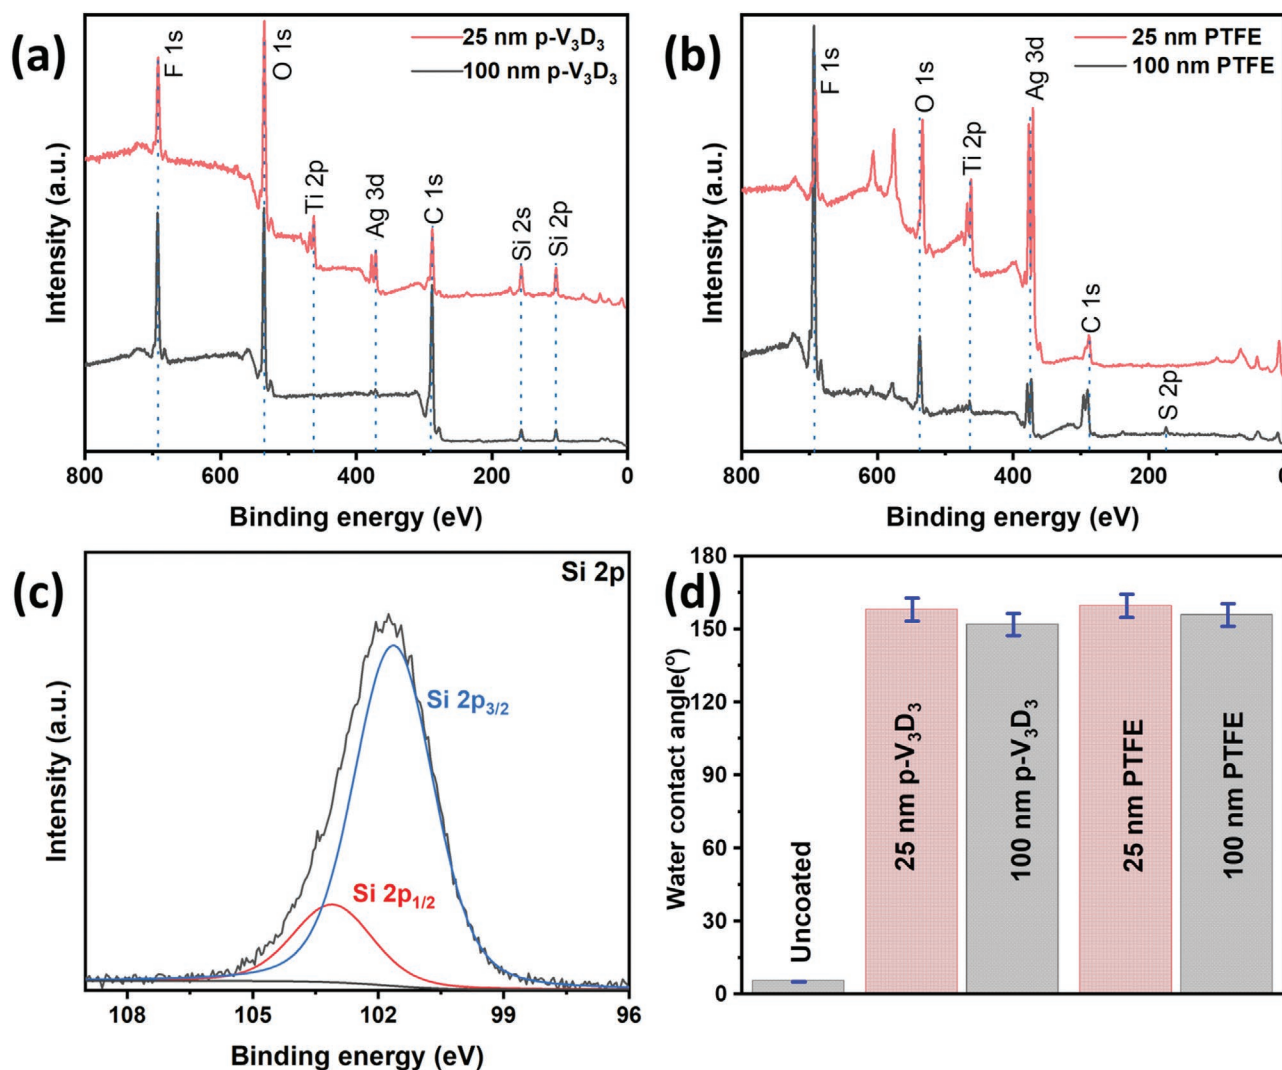 (a)
F 1s
O 1s
Ti 2p
Ag 3d
C 1s
Si 2s
Si 2p
25 nm p-V₃D₃
100 nm p-V₃D₃
Intensity (a.u.)
800 600 400 200 0
Binding energy (eV)
(b)
F 1s
O 1s
Ti 2p
Ag 3d
C 1s
S 2p
25 nm PTFE
100 nm PTFE
Intensity (a.u.)
800 600 400 200 0
Binding energy (eV)
(c)
Si 2p
Si 2p₃/₂
Si 2p₁/₂
Intensity (a.u.)
108 105 102 99 96
Binding energy (eV)
(d)
180
150
120
90
60
30
0
Water contact angle(º)
Uncoated
25 nm p-V₃D₃
100 nm p-V₃D₃
25 nm PTFE
100 nm PTFE